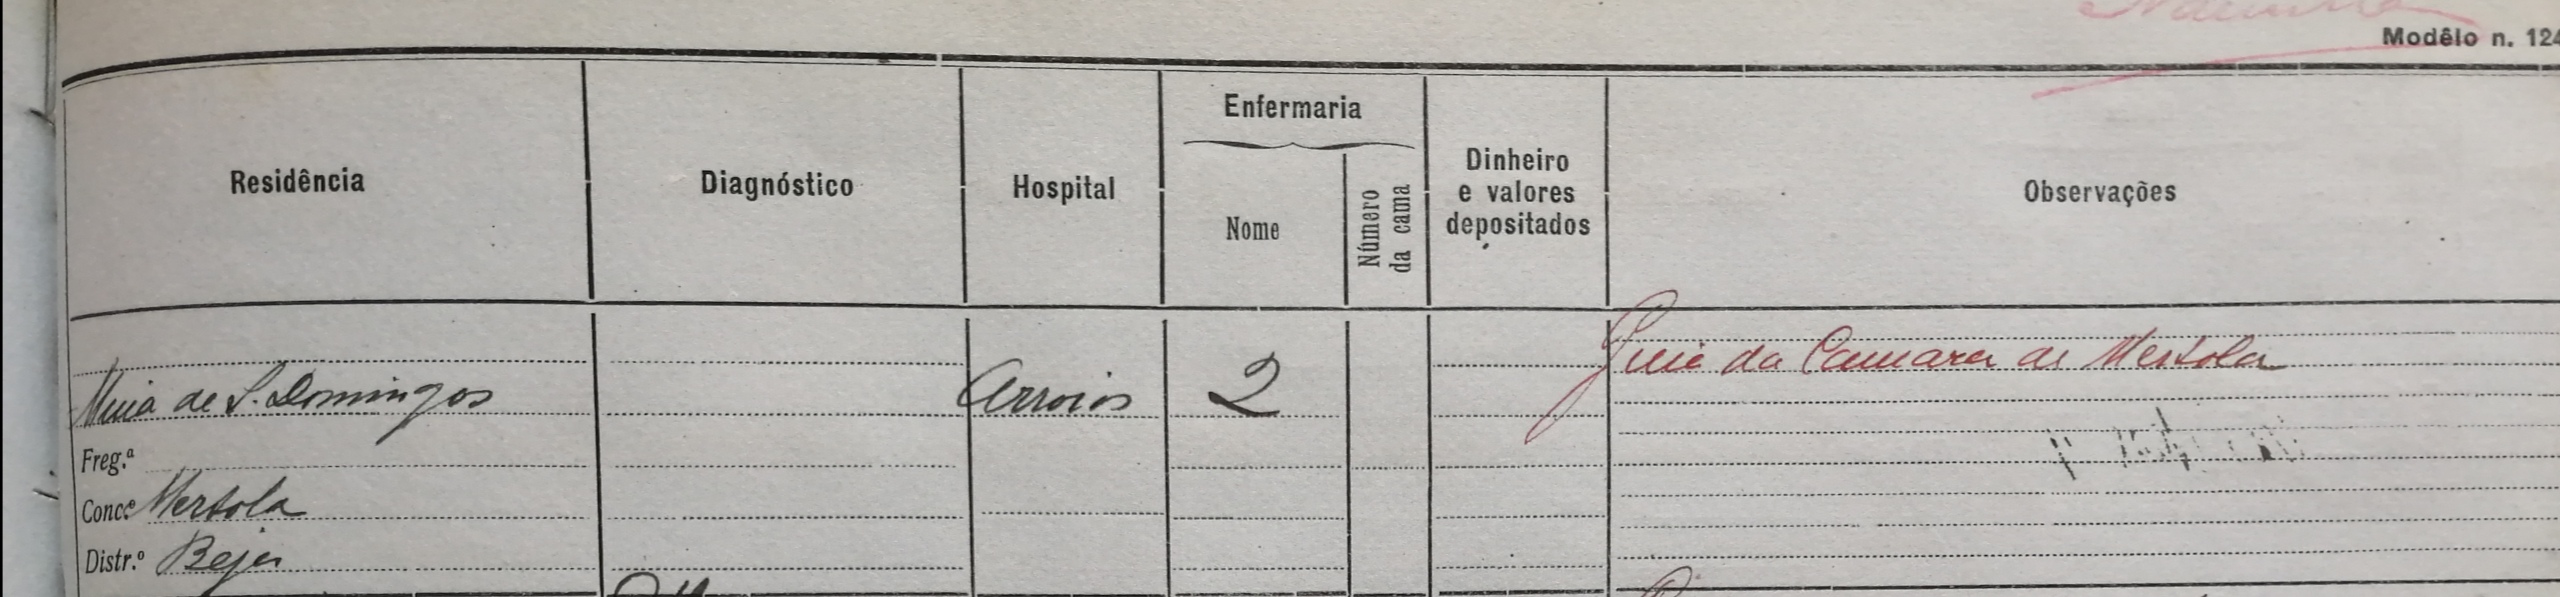 Modêlo n. 124
Residência
Diagnóstico
Hospital
Enfermaria
Nome
Número da cama
Dinheiro e valores depositados
Observações
Mina de S. Domingos
Arroios
2
Guia da Camara de Mertola
Freg.ª
Conc.º Mertola
Distr.º Beja